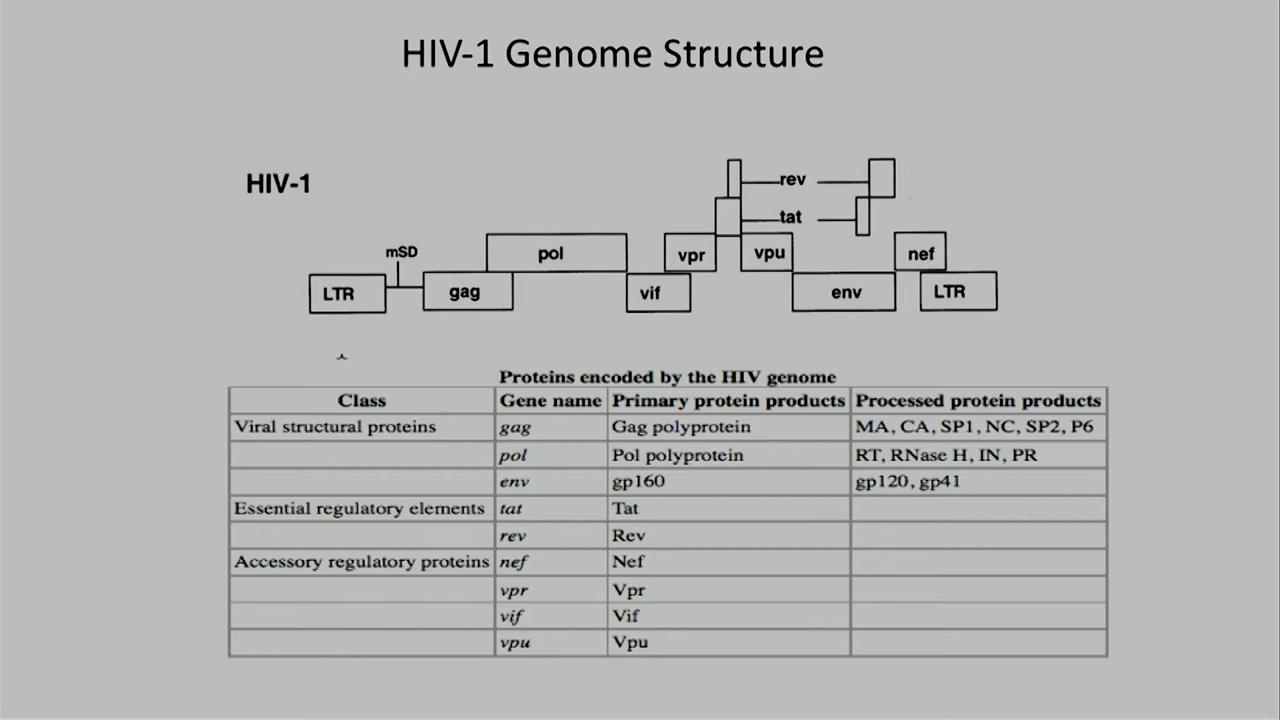 HIV-1 Genome Structure
HIV-1
rev
tat
mSD
pol
vpr
vpu
nef
LTR
gag
vif
env
LTR
Proteins encoded by the HIV genome
Class Gene name Primary protein products Processed protein products
Viral structural proteins gag Gag polyprotein MA, CA, SP1, NC, SP2, P6
pol Pol polyprotein RT, RNase H, IN, PR
env gp160 gp120, gp41
Essential regulatory elements tat Tat
rev Rev
Accessory regulatory proteins nef Nef
vpr Vpr
vif Vif
vpu Vpu